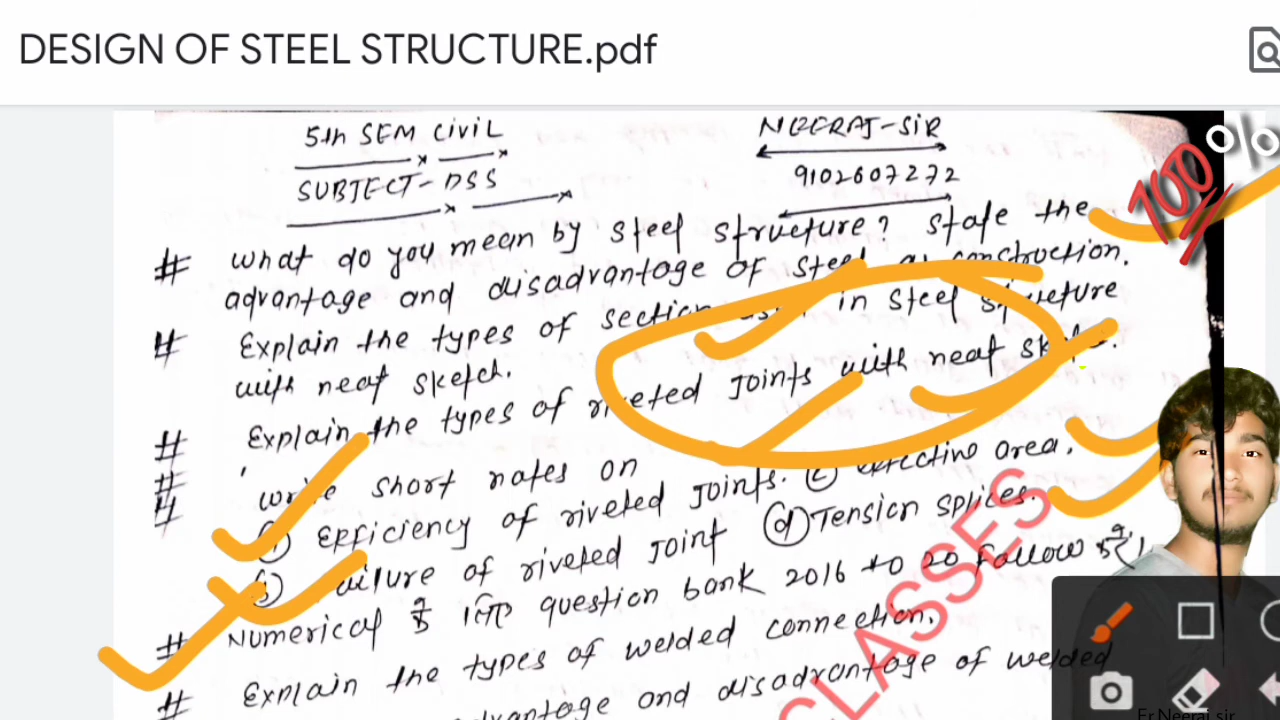 DESIGN OF STEEL STRUCTURE.pdf
5th SEM CiviL
NEERAJ-SIR
SUBJECT- DSS
9102607272
100%
# what do you mean by steel structure? state the
advantage and disadvantage of steel as construction.
# Explain the types of section in steel structure
with neat sketch.
# Explain the types of riveted joints with neat
# write short notes on
# Efficiency of riveted joints. (c) effective area.
(b) failure of riveted joint (d) Tension splices.
# Numerical के लिए question bank 2016 to 20 follow करें।
# Explain the types of welded connection.
and disadvantage of welded
CLASSES
Er Neeraj sir